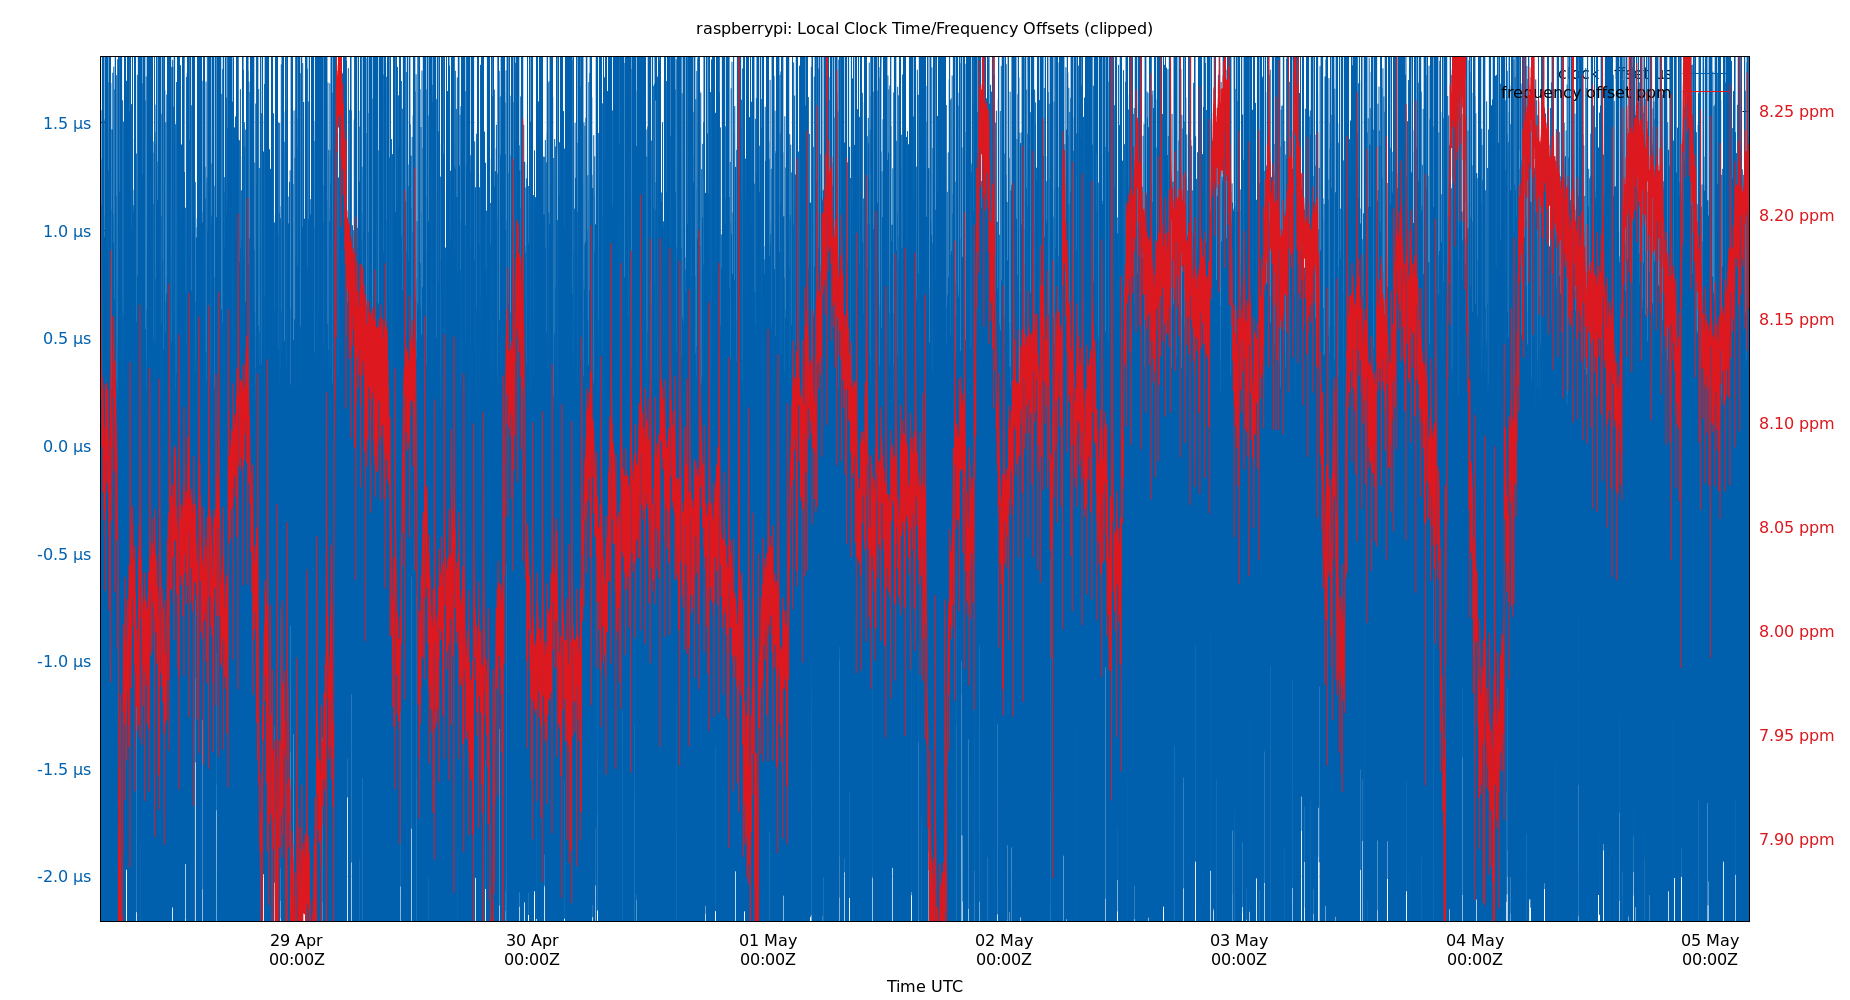 raspberrypi: Local Clock Time/Frequency Offsets (clipped)
clock offset us
frequency offset ppm
1.5 µs
1.0 µs
0.5 µs
0.0 µs
-0.5 µs
-1.0 µs
-1.5 µs
-2.0 µs
8.25 ppm
8.20 ppm
8.15 ppm
8.10 ppm
8.05 ppm
8.00 ppm
7.95 ppm
7.90 ppm
29 Apr 30 Apr 01 May 02 May 03 May 04 May 05 May
00:00Z 00:00Z 00:00Z 00:00Z 00:00Z 00:00Z 00:00Z
Time UTC